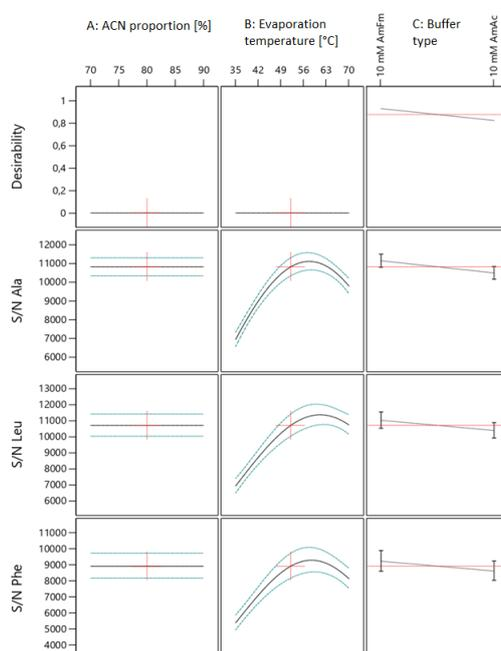 A: ACN proportion [%]
B: Evaporation
temperature [°C]
10 mM AmFm
C: Buffer
type
10 mM AmAc
70 75 80 85 90
35 42 49 56 63 70
Desirability
1
0,8
0,6
0,4
0,2
0
S/N Ala
12000
11000
10000
9000
8000
7000
6000
S/N Leu
13000
12000
11000
10000
9000
8000
7000
6000
S/N Phe
11000
10000
9000
8000
7000
6000
5000
4000